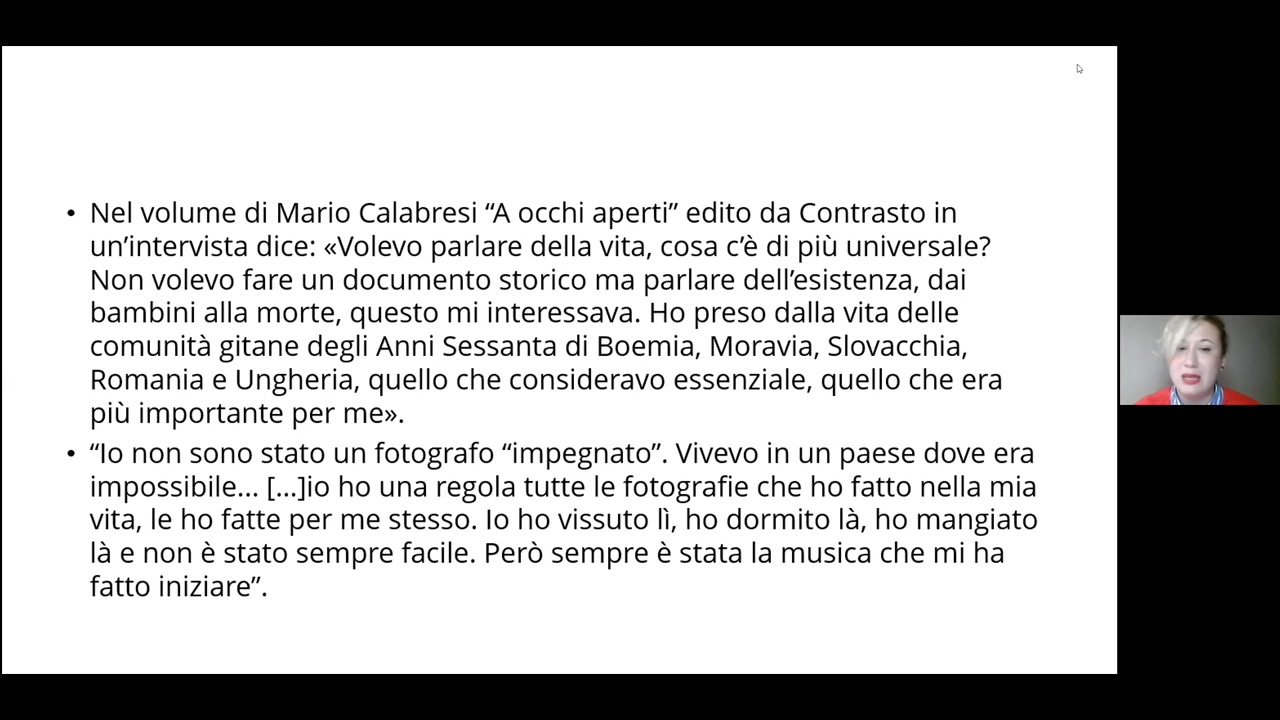 • Nel volume di Mario Calabresi “A occhi aperti” edito da Contrasto in
un’intervista dice: «Volevo parlare della vita, cosa c’è di più universale?
Non volevo fare un documento storico ma parlare dell’esistenza, dai
bambini alla morte, questo mi interessava. Ho preso dalla vita delle
comunità gitane degli Anni Sessanta di Boemia, Moravia, Slovacchia,
Romania e Ungheria, quello che consideravo essenziale, quello che era
più importante per me».
• “Io non sono stato un fotografo “impegnato”. Vivevo in un paese dove era
impossibile... [...]io ho una regola tutte le fotografie che ho fatto nella mia
vita, le ho fatte per me stesso. Io ho vissuto lì, ho dormito là, ho mangiato
là e non è stato sempre facile. Però sempre è stata la musica che mi ha
fatto iniziare”.